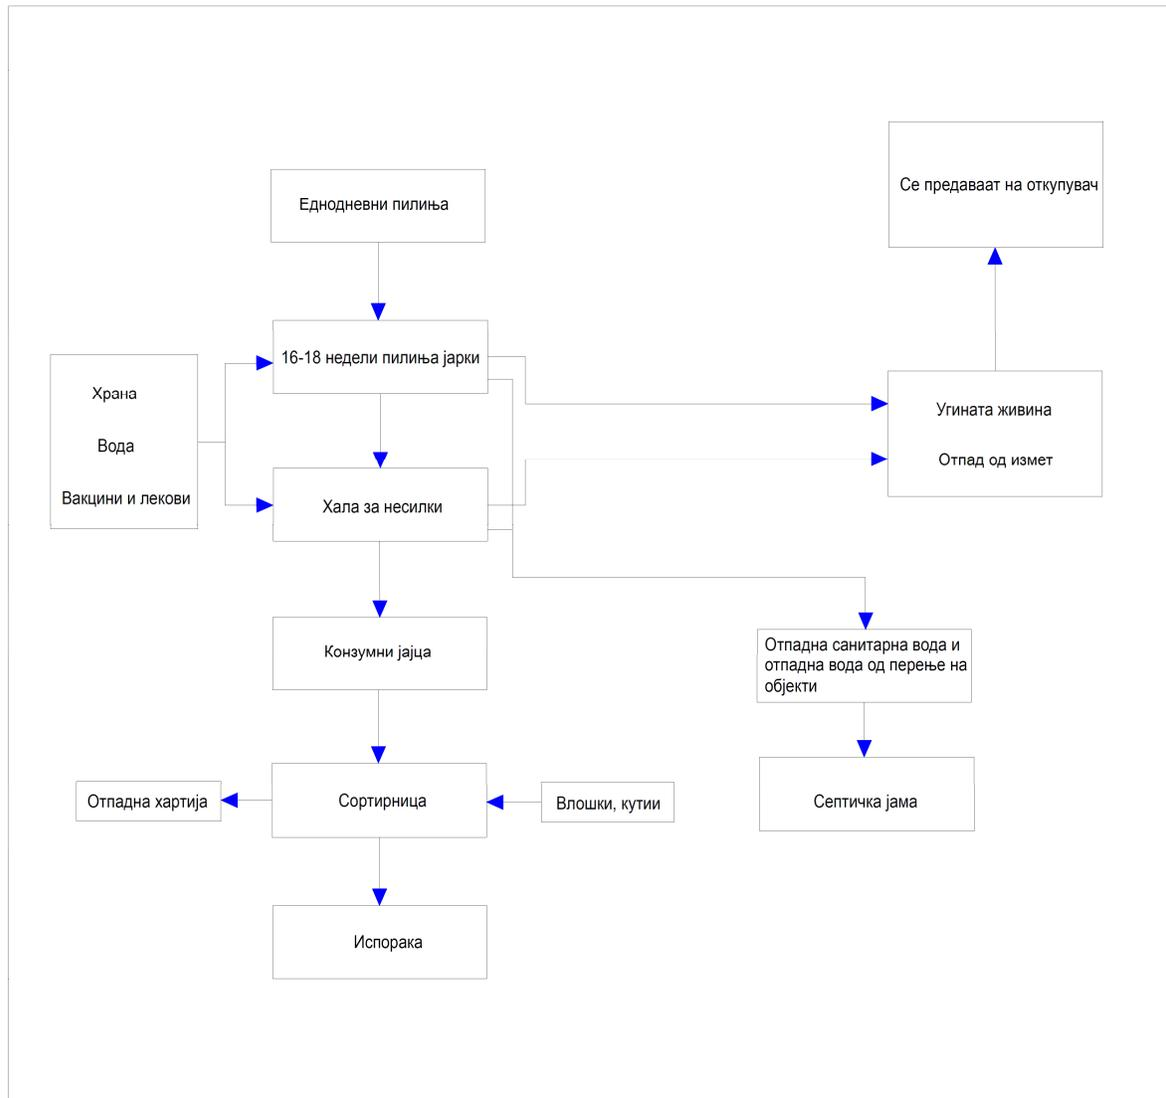 Се предаваат на откупувач
Еднодневни пилиња
16-18 недели пилиња јарки
Храна
Вода
Вакцини и лекови
Угината живина
Отпад од измет
Хала за несилки
Конзумни јајца
Отпадна санитарна вода и
отпадна вода од перење на
објекти
Отпадна хартија
Сортирница
Влошки, кутии
Септичка јама
Испорака